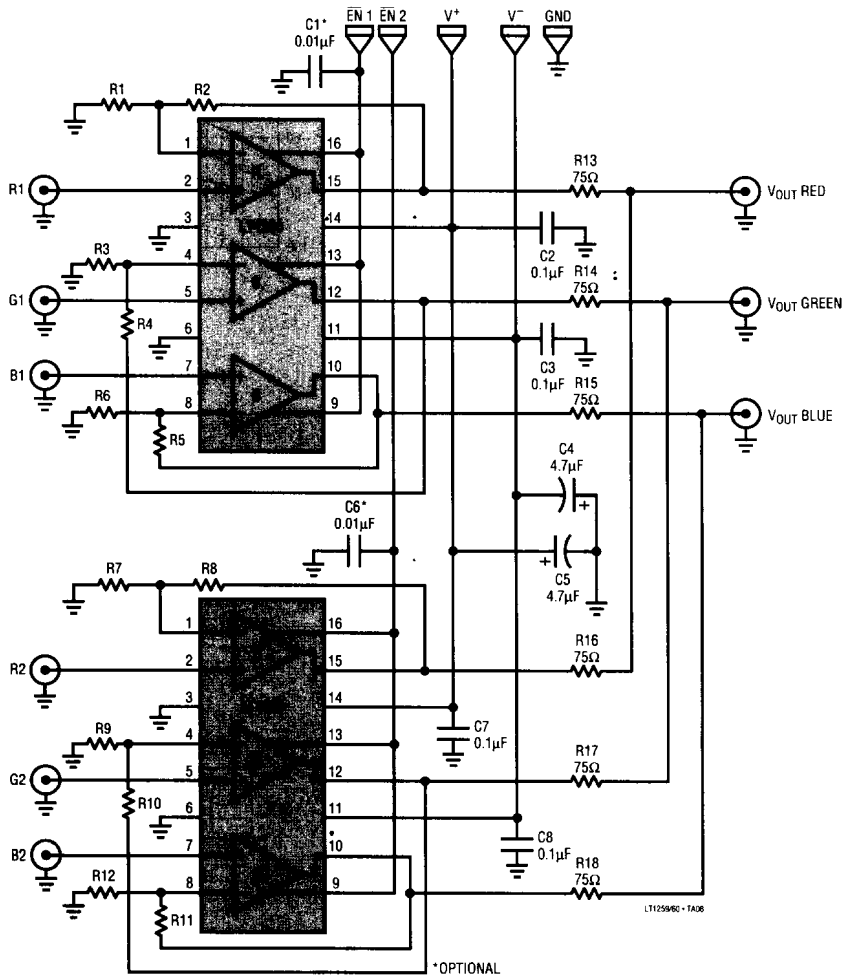 EN 1 EN 2 V+ V− GND
C1*
0.01µF
R1 R2
1 16
R13
75Ω
R1 2 15 VOUT RED
3 14
C2
0.1µF
R3 4 13
R14
75Ω
G1 5 12 VOUT GREEN
R4
6 11
C3
0.1µF
B1 7 10
R15
75Ω
R6 8 9 VOUT BLUE
R5
C4
4.7µF
+
C6*
0.01µF
+
C5
4.7µF
R7 R8
1 16
R16
75Ω
R2 2 15
3 14
C7
0.1µF
R9 4 13
R17
75Ω
G2 5 12
R10
6 11
C8
0.1µF
B2 7 10
R18
75Ω
R12 8 9
R11
LT1259/60 • TA06
*OPTIONAL